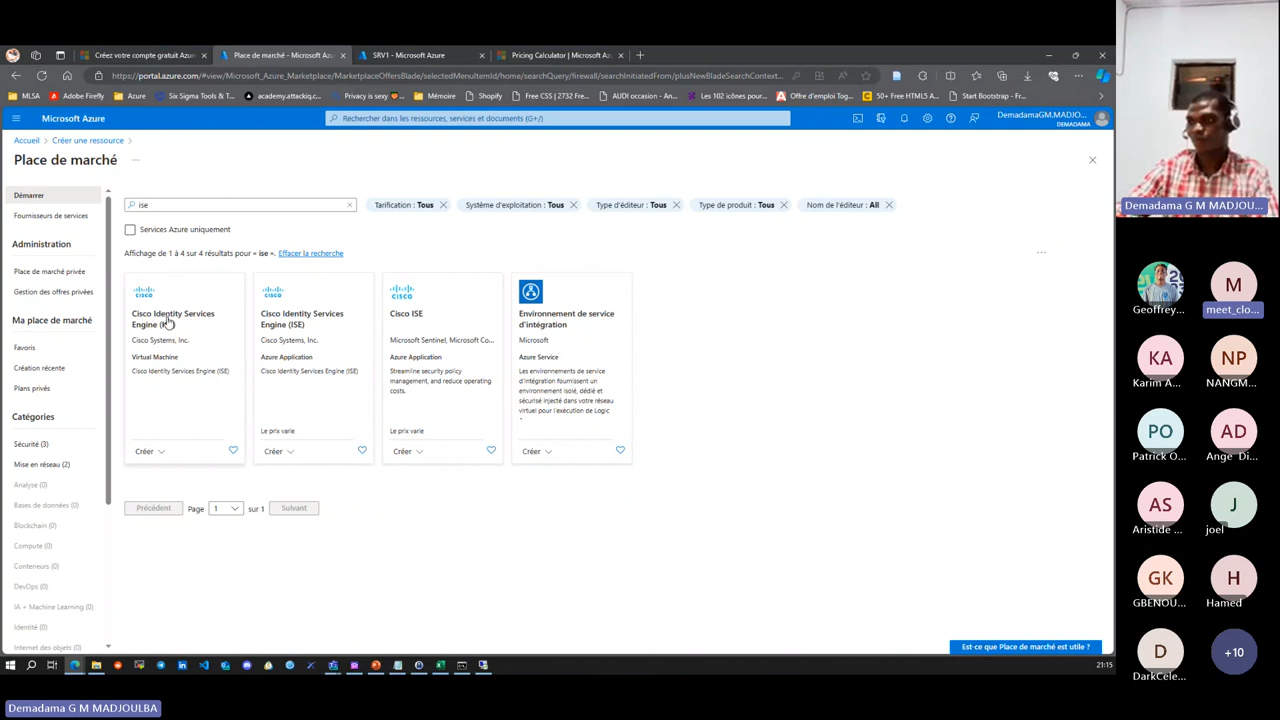 Créez votre compte gratuit Azure
Place de marché - Microsoft Azu
SRV1 - Microsoft Azure
Pricing Calculator | Microsoft Az
https://portal.azure.com/#view/Microsoft_Azure_Marketplace/MarketplaceOffersBlade/selectedMenuItemId/home/searchQuery/firewall/searchInitiatedFrom/plusNewBladeSearchContext...
MLSA
Adobe Firefly
Azure
Six Sigma Tools & T...
academy.attackiq.c...
Privacy is sexy
Mémoire
Shopify
Free CSS | 2732 Fre...
AUDI occasion - An...
Les 102 icônes pour...
Offre d'emploi Tog...
50+ Free HTML5 A...
Start Bootstrap - Fr...
Microsoft Azure
Rechercher dans les ressources, services et documents (G+/)
DemadamaGM.MADJO...
DEMADAMA
Accueil > Créer une ressource >
Place de marché ...
Démarrer
Fournisseurs de services
Administration
Place de marché privée
Gestion des offres privées
Ma place de marché
Favoris
Création récente
Plans privés
Catégories
Sécurité (3)
Mise en réseau (2)
Analyse (0)
Bases de données (0)
Blockchain (0)
Compute (0)
Conteneurs (0)
DevOps (0)
IA + Machine Learning (0)
Identité (0)
Internet des objets (0)
ise
Tarification : Tous
Système d'exploitation : Tous
Type d'éditeur : Tous
Type de produit : Tous
Nom de l'éditeur : All
Services Azure uniquement
Affichage de 1 à 4 sur 4 résultats pour « ise ». Effacer la recherche
CISCO
Cisco Identity Services
Engine (ISE)
Cisco Systems, Inc.
Virtual Machine
Cisco Identity Services Engine (ISE)
Créer
CISCO
Cisco Identity Services
Engine (ISE)
Cisco Systems, Inc.
Azure Application
Cisco Identity Services Engine (ISE)
Le prix varie
Créer
CISCO
Cisco ISE
Microsoft Sentinel, Microsoft Co...
Azure Application
Streamline security policy
management, and reduce operating
costs.
Le prix varie
Créer
Environnement de service
d'intégration
Microsoft
Azure Service
Les environnements de service
d'intégration fournissent un
environnement isolé, dédié et
sécurisé injecté dans votre réseau
virtuel pour l'exécution de Logic
Créer
Précédent
Page 1 sur 1
Suivant
Est-ce que Place de marché est utile ?
21:15
Demadama G M MADJOULBA
Demadama G M MADJOUL...
Geoffrey...
M
meet_clo...
KA
Karim A...
NP
NANGM...
PO
Patrick O...
AD
Ange Di...
AS
Aristide ...
J
joel
GK
GBENOU...
H
Hamed
D
DarkCele...
+10